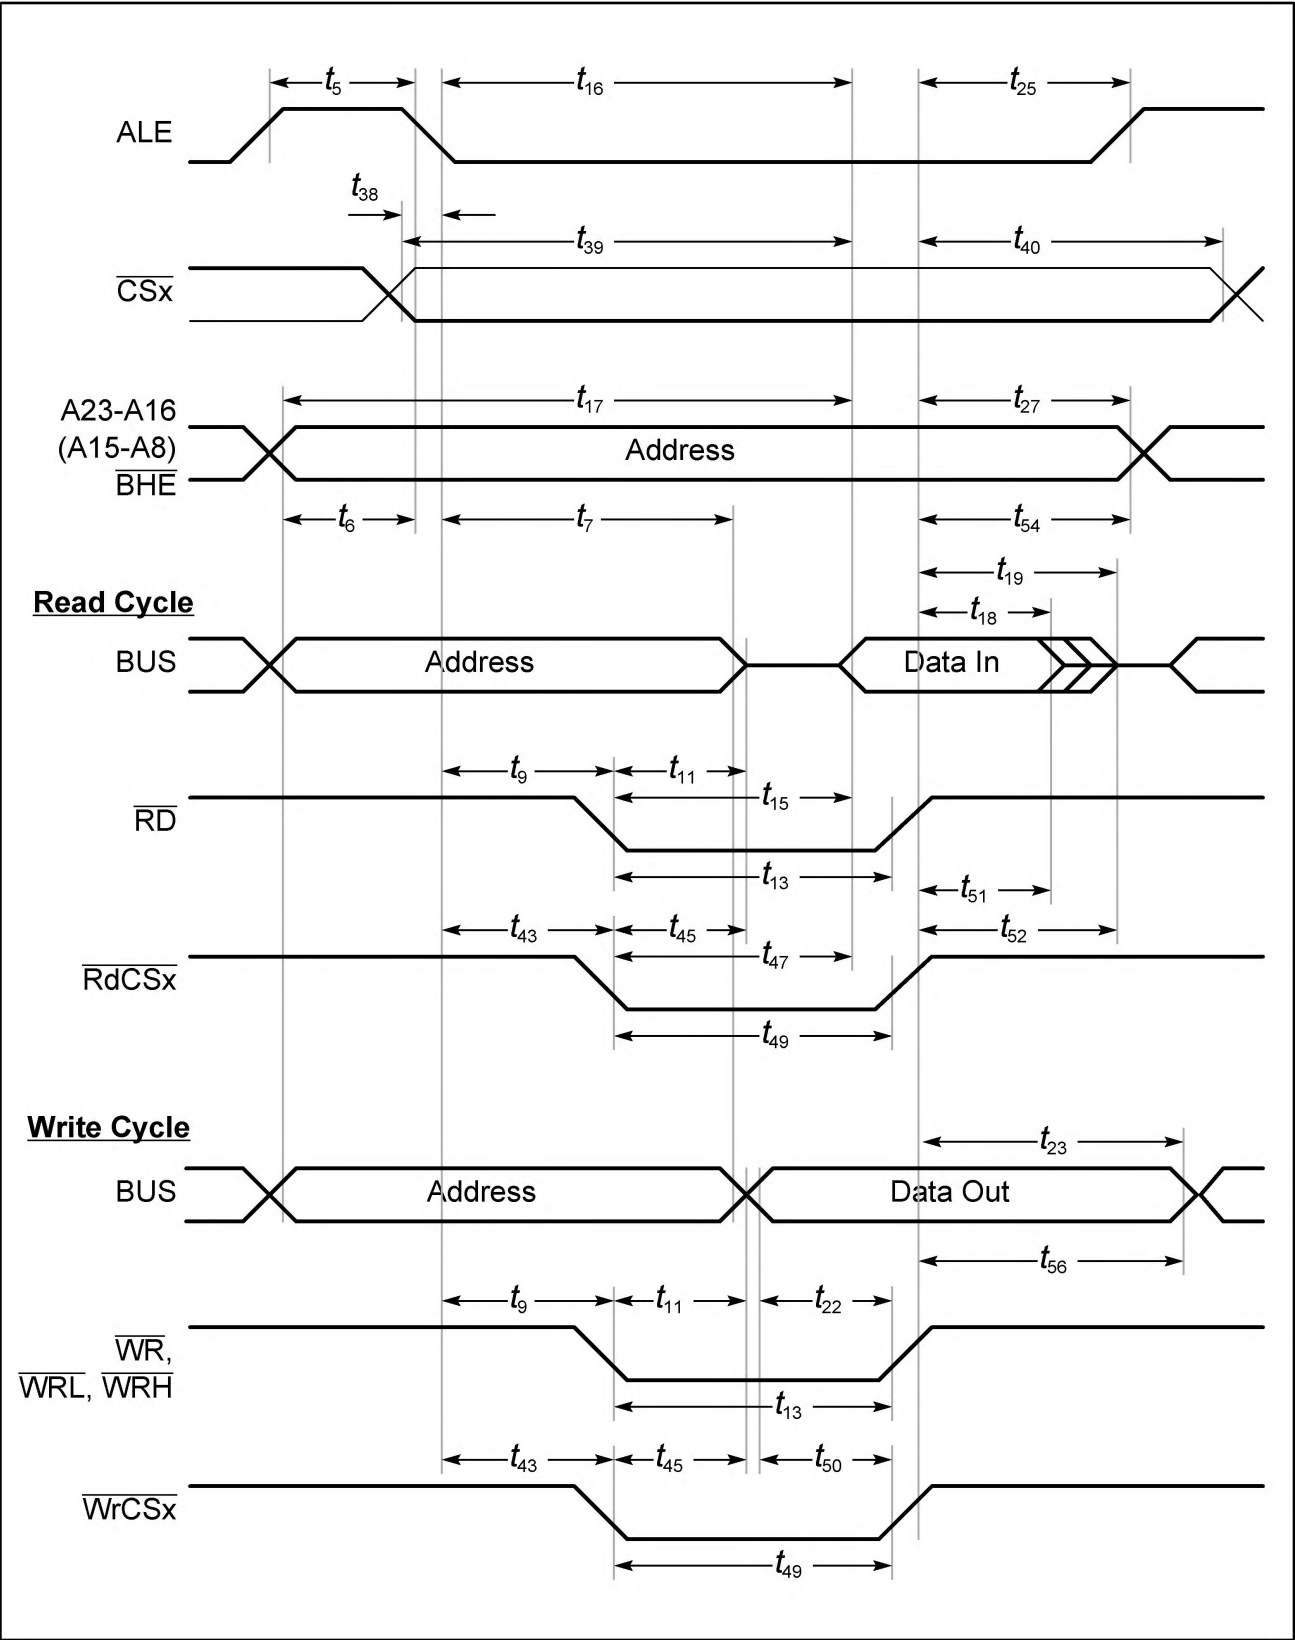 t5 t16 t25
ALE
t38
t39 t40
CSx
t17 t27
A23-A16
(A15-A8)
BHE
Address
t6 t7 t54
t19
Read Cycle
t18
BUS Address Data In
t9 t11
t15
RD
t13
t51
t43 t45 t52
t47
RdCSx
t49
Write Cycle
t23
BUS Address Data Out
t56
t9 t11 t22
WR,
WRL, WRH
t13
t43 t45 t50
WrCSx
t49